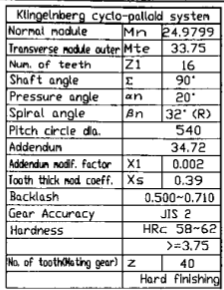 Klingelnberg cyclo-palloid system
Normal module Mn 24.9799
Transverse module outer Mte 33.75
Num. of teeth Z1 16
Shaft angle Σ 90°
Pressure angle αn 20°
Spiral angle βn 32° (R)
Pitch circle dia. 540
Addendum 34.72
Addendum modif. factor X1 0.002
Tooth thick mod coeff. Xs 0.39
Backlash 0.500~0.710
Gear Accuracy JIS 2
Hardness HRc 58~62
>=3.75
No. of tooth(Mating gear) Z 40
Hard finishing